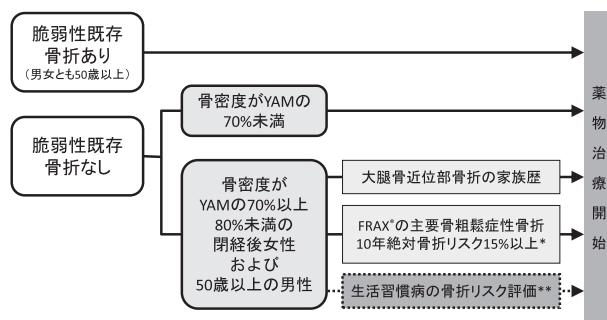 脆弱性既存
骨折あり
(男女とも50歳以上)
脆弱性既存
骨折なし
骨密度がYAMの
70%未満
骨密度が
YAMの70%以上
80%未満の
閉経後女性
および
50歳以上の男性
大腿骨近位部骨折の家族歴
FRAX®の主要骨粗鬆症性骨折
10年絶対骨折リスク15%以上*
生活習慣病の骨折リスク評価**
薬物治療開始